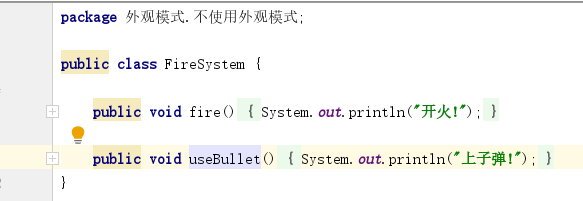 package 外观模式.不使用外观模式;
public class FireSystem {
public void fire() { System.out.println("开火!"); }
public void useBullet() { System.out.println("上子弹!"); }
}